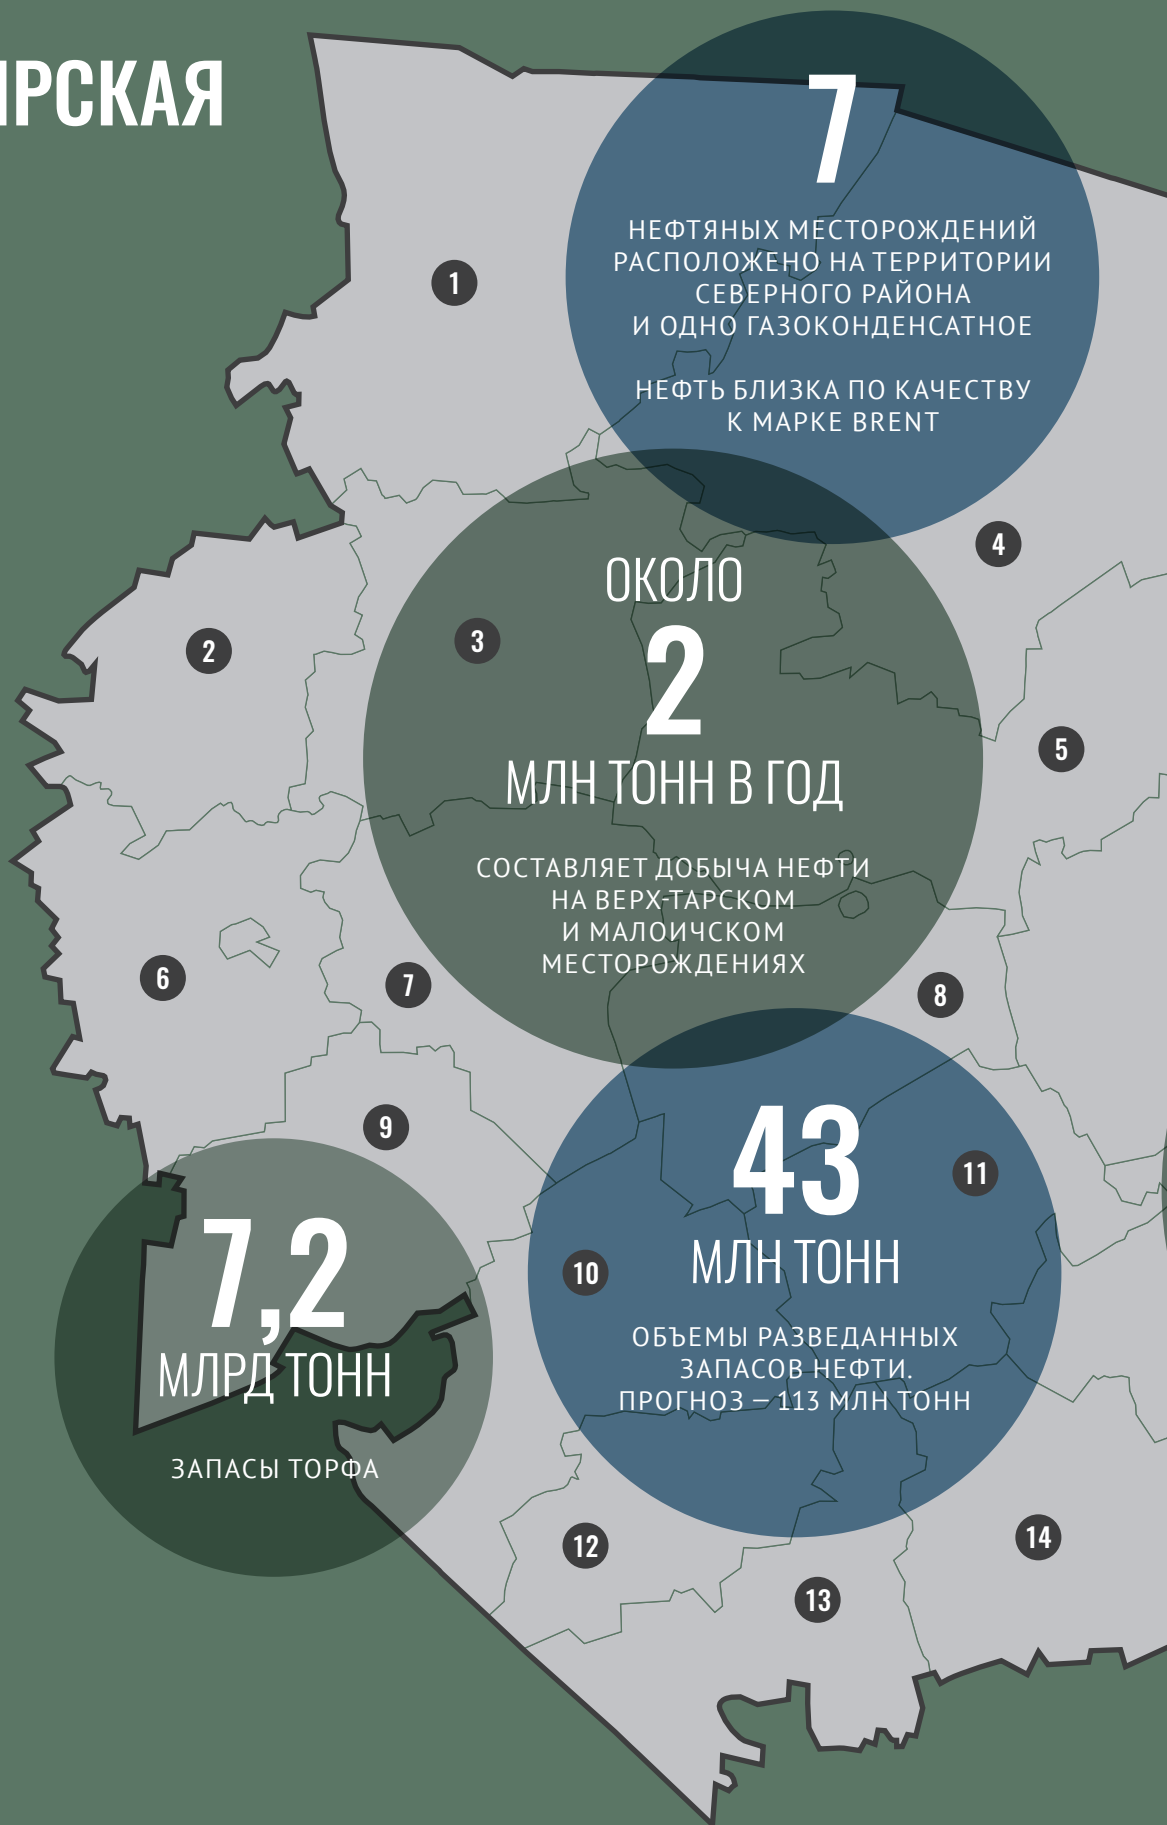 ИРСКАЯ
7
НЕФТЯНЫХ МЕСТОРОЖДЕНИЙ
РАСПОЛОЖЕНО НА ТЕРРИТОРИИ
СЕВЕРНОГО РАЙОНА
И ОДНО ГАЗОКОНДЕНСАТНОЕ
НЕФТЬ БЛИЗКА ПО КАЧЕСТВУ
К МАРКЕ BRENT
1
4
ОКОЛО
2
МЛН ТОНН В ГОД
СОСТАВЛЯЕТ ДОБЫЧА НЕФТИ
НА ВЕРХ-ТАРСКОМ
И МАЛОИЧСКОМ
МЕСТОРОЖДЕНИЯХ
3
2
5
6
7
8
9
43
МЛН ТОНН
ОБЪЕМЫ РАЗВЕДАННЫХ
ЗАПАСОВ НЕФТИ.
ПРОГНОЗ – 113 МЛН ТОНН
11
10
7,2
МЛРД ТОНН
ЗАПАСЫ ТОРФА
12
13
14